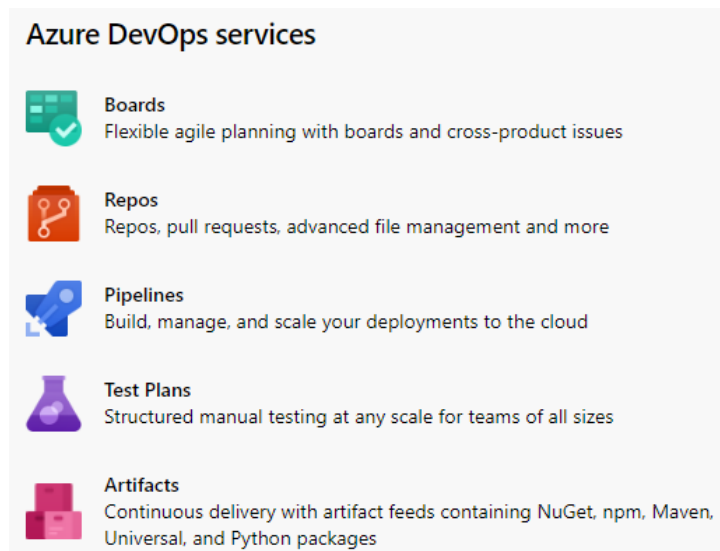 Azure DevOps services
Boards
Flexible agile planning with boards and cross-product issues
Repos
Repos, pull requests, advanced file management and more
Pipelines
Build, manage, and scale your deployments to the cloud
Test Plans
Structured manual testing at any scale for teams of all sizes
Artifacts
Continuous delivery with artifact feeds containing NuGet, npm, Maven,
Universal, and Python packages